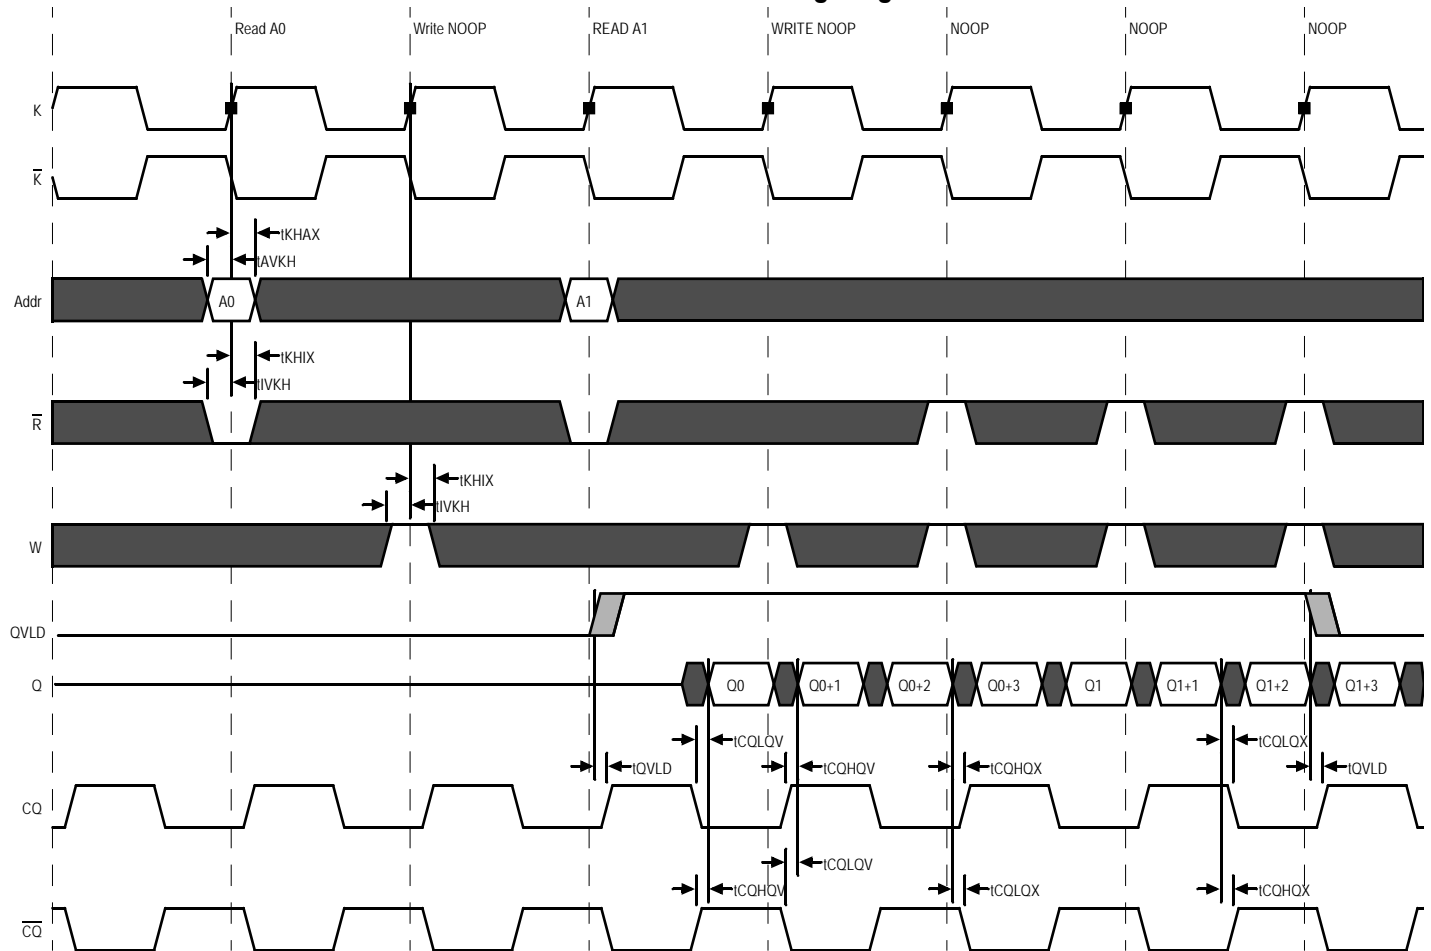 Read A0 Write NOOP READ A1 WRITE NOOP NOOP NOOP NOOP
K
K
tKHAX
tAVKH
Addr A0 A1
tKHIX
tIVKH
R
tKHIX
tIVKH
W
QVLD
Q Q0 Q0+1 Q0+2 Q0+3 Q1 Q1+1 Q1+2 Q1+3
tCQLQV tCQLQX
tQVLD tCQHQV tCQHQX tQVLD
CQ
tCQLQV
tCQHQV tCQLQX tCQHQX
CQ